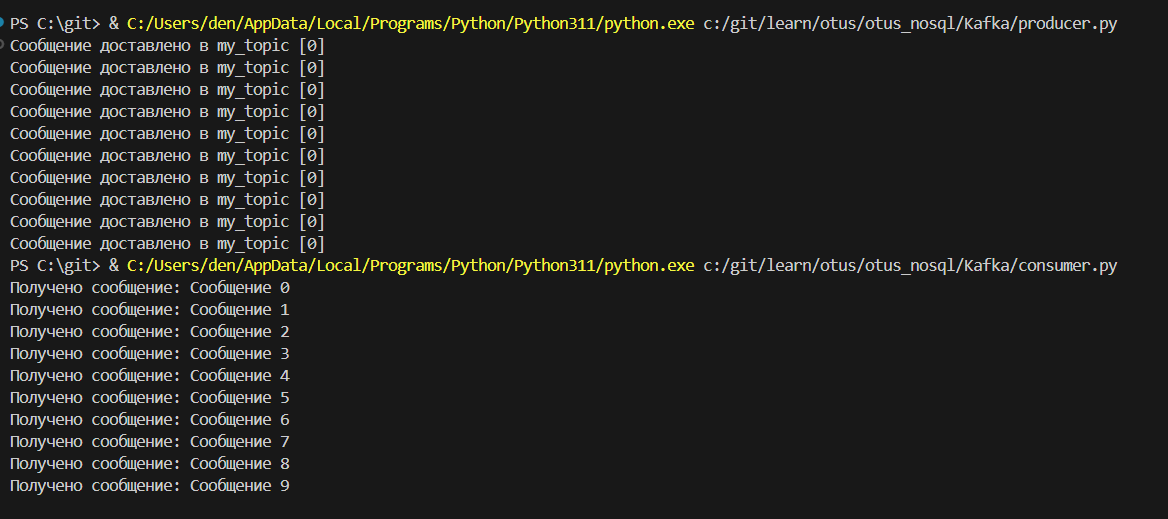 PS C:\git> & C:/Users/den/AppData/Local/Programs/Python/Python311/python.exe c:/git/learn/otus/otus_nosql/Kafka/producer.py
Сообщение доставлено в my_topic [0]
Сообщение доставлено в my_topic [0]
Сообщение доставлено в my_topic [0]
Сообщение доставлено в my_topic [0]
Сообщение доставлено в my_topic [0]
Сообщение доставлено в my_topic [0]
Сообщение доставлено в my_topic [0]
Сообщение доставлено в my_topic [0]
Сообщение доставлено в my_topic [0]
Сообщение доставлено в my_topic [0]
PS C:\git> & C:/Users/den/AppData/Local/Programs/Python/Python311/python.exe c:/git/learn/otus/otus_nosql/Kafka/consumer.py
Получено сообщение: Сообщение 0
Получено сообщение: Сообщение 1
Получено сообщение: Сообщение 2
Получено сообщение: Сообщение 3
Получено сообщение: Сообщение 4
Получено сообщение: Сообщение 5
Получено сообщение: Сообщение 6
Получено сообщение: Сообщение 7
Получено сообщение: Сообщение 8
Получено сообщение: Сообщение 9